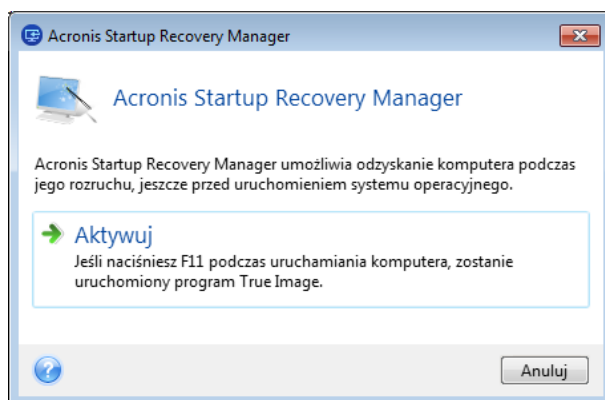 Acronis Startup Recovery Manager
Acronis Startup Recovery Manager
Acronis Startup Recovery Manager umożliwia odzyskanie komputera podczas
jego rozruchu, jeszcze przed uruchomieniem systemu operacyjnego.
Aktywuj
Jeśli naciśniesz F11 podczas uruchamiania komputera, zostanie
uruchomiony program True Image.
Anuluj